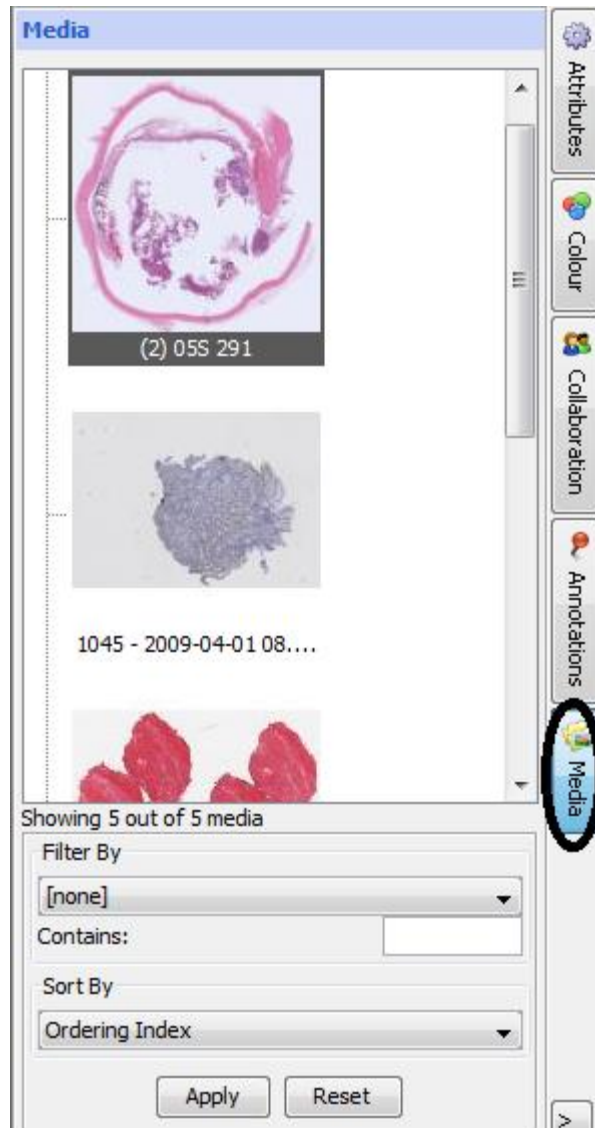 Media
(2) 05S 291
1045 - 2009-04-01 08....
Showing 5 out of 5 media
Filter By
[none]
Contains:
Sort By
Ordering Index
Apply
Reset
Attributes
Colour
Collaboration
Annotations
Media
>